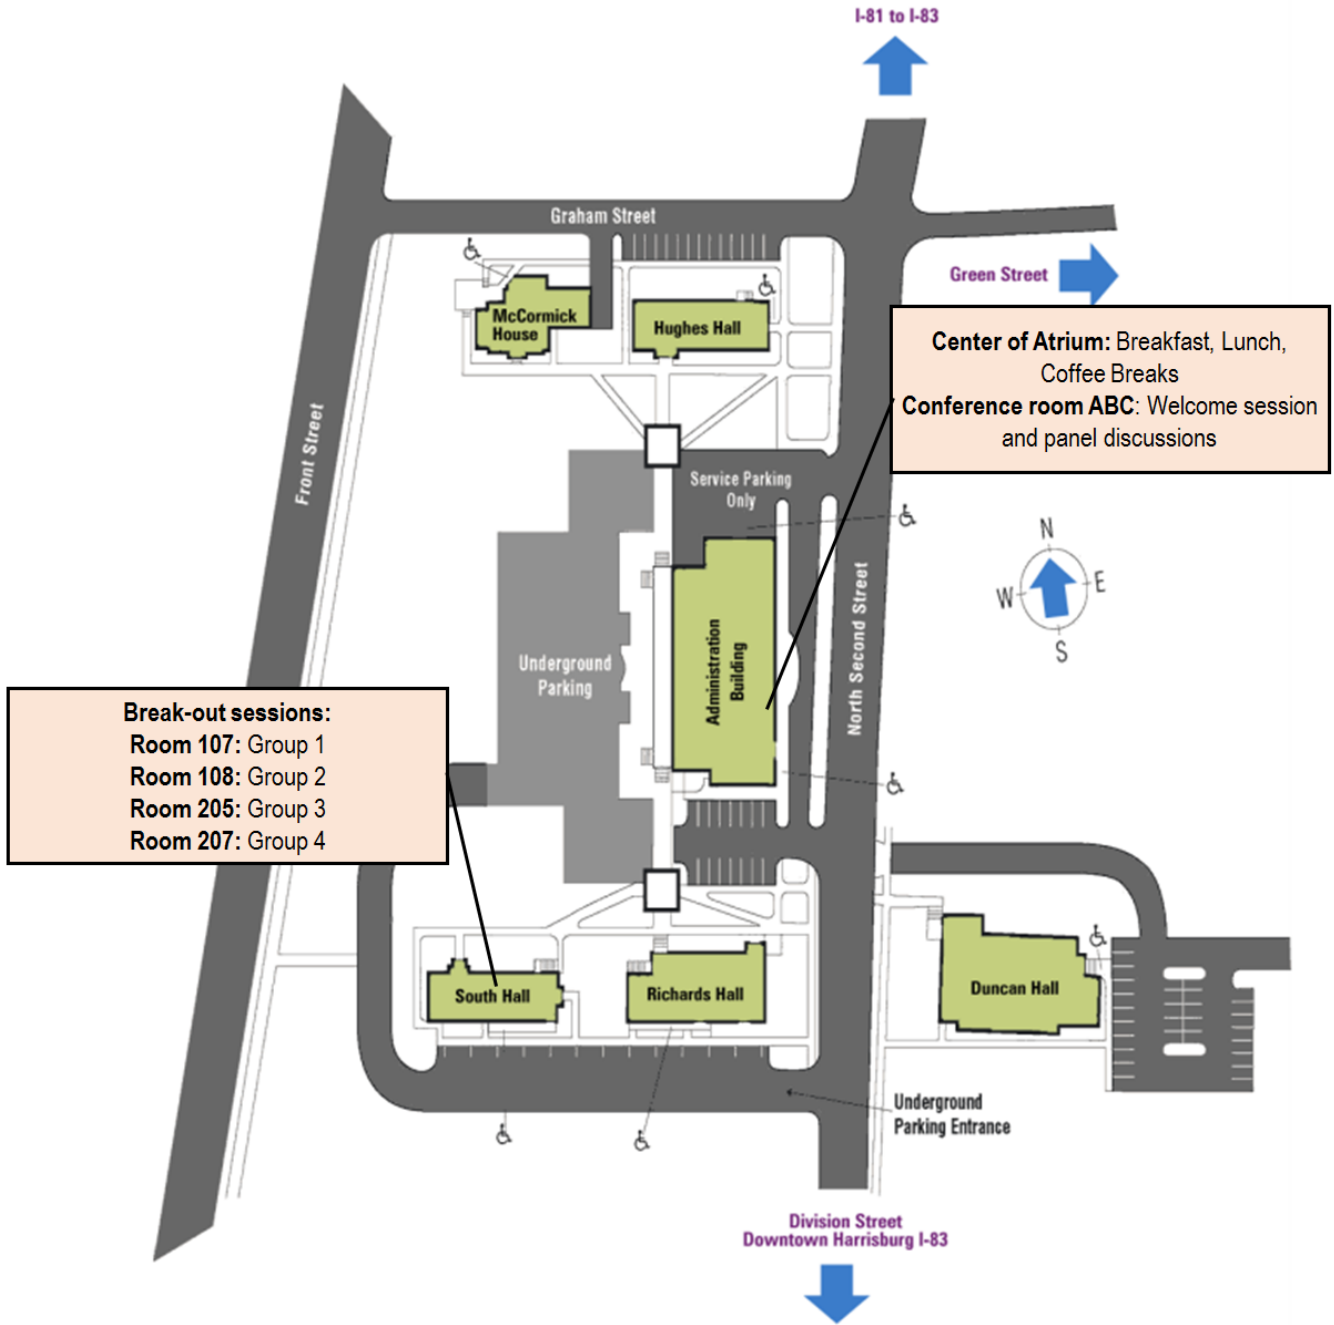 I-81 to I-83
Graham Street
Green Street
McCormick
House
Hughes Hall
Center of Atrium: Breakfast, Lunch,
Coffee Breaks
Conference room ABC: Welcome session
and panel discussions
Front Street
Service Parking
Only
N
W
E
S
North Second Street
Administration
Building
Underground
Parking
Break-out sessions:
Room 107: Group 1
Room 108: Group 2
Room 205: Group 3
Room 207: Group 4
South Hall
Richards Hall
Duncan Hall
Underground
Parking Entrance
Division Street
Downtown Harrisburg I-83